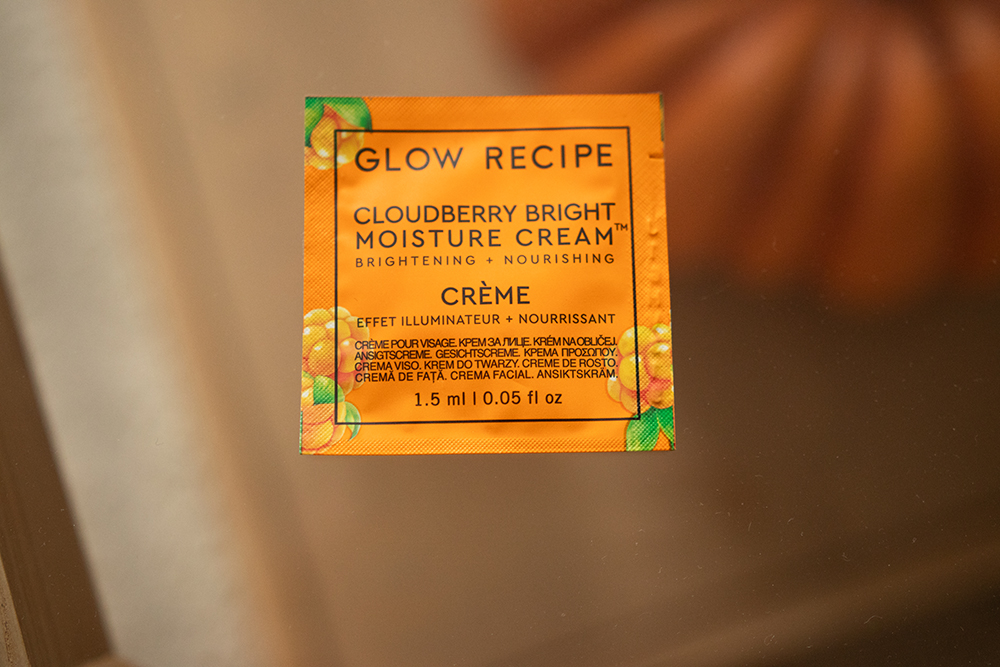 GLOW RECIPE
CLOUDBERRY BRIGHT
MOISTURE CREAM™
BRIGHTENING + NOURISHING
CRÈME
EFFET ILLUMINATEUR + NOURRISSANT
CRÈME POUR VISAGE. КРЕМ ЗА ЛИЦЕ. KRÉM NA OBLIČEJ.
ANSIGTSCREME. GESICHTSCREME. ΚΡΕΜΑ ΠΡΟΣΩΠΟΥ.
CREMA VISO. KREM DO TWARZY. CREME DE ROSTO.
CREMĂ DE FAȚĂ. CREMA FACIAL. ANSIKTSKRÄM.
1.5 ml | 0.05 fl oz